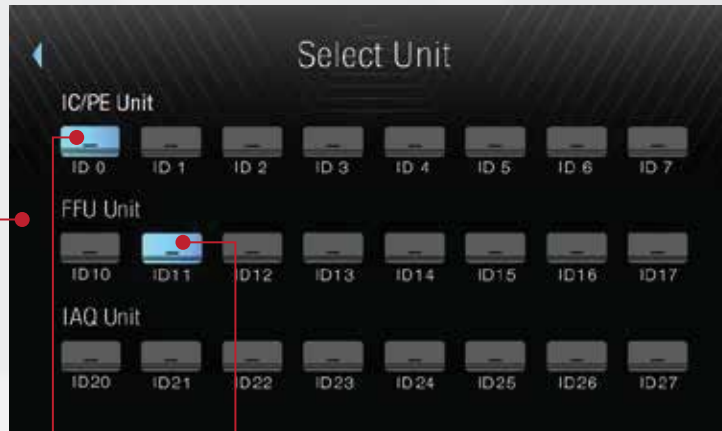 Select Unit
IC/PE Unit
ID 0 ID 1 ID 2 ID 3 ID 4 ID 5 ID 6 ID 7
FFU Unit
ID10 ID11 ID12 ID13 ID14 ID15 ID16 ID17
IAQ Unit
ID20 ID21 ID22 ID23 ID24 ID25 ID26 ID27